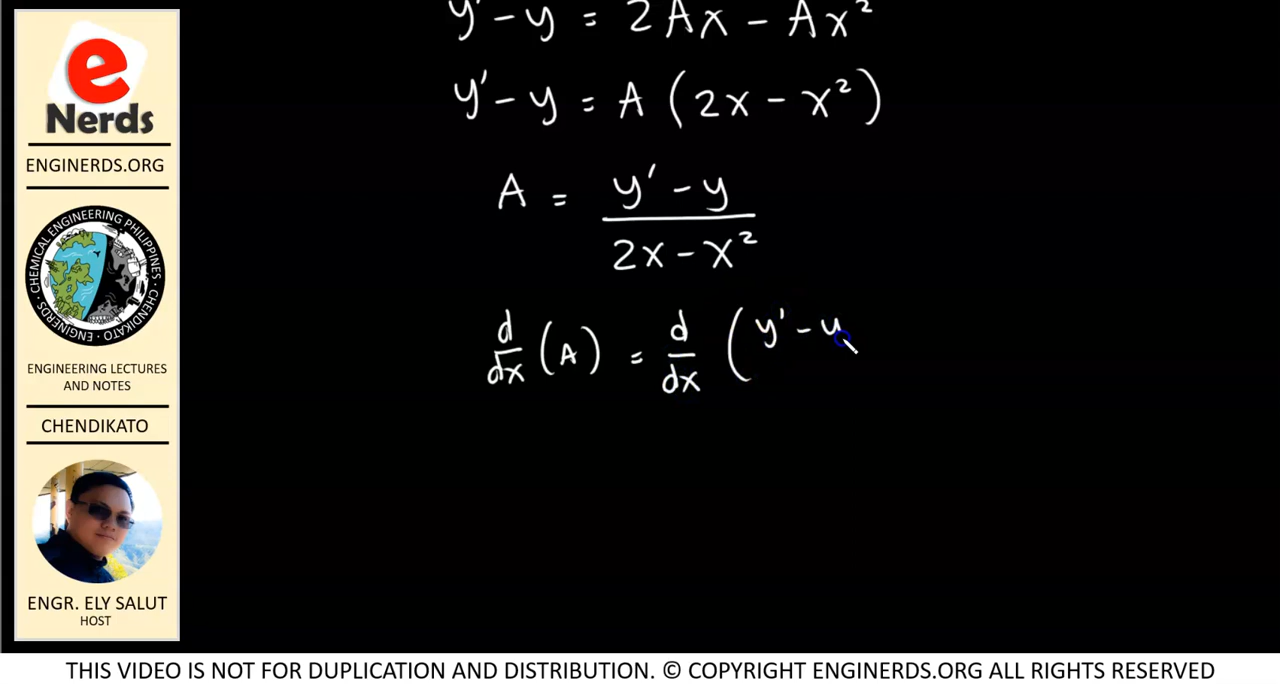 y' - y = 2Ax - Ax²
y' - y = A (2x - x²)
A = y' - y / 2x - x²
d/dx (A) = d/dx (y' - y
e
Nerds
ENGINERDS.ORG
CHEMICAL ENGINEERING PHILIPPINES
· CHENDIKATO · ENGINERDS ·
ENGINEERING LECTURES
AND NOTES
CHENDIKATO
ENGR. ELY SALUT
HOST
THIS VIDEO IS NOT FOR DUPLICATION AND DISTRIBUTION. © COPYRIGHT ENGINERDS.ORG ALL RIGHTS RESERVED